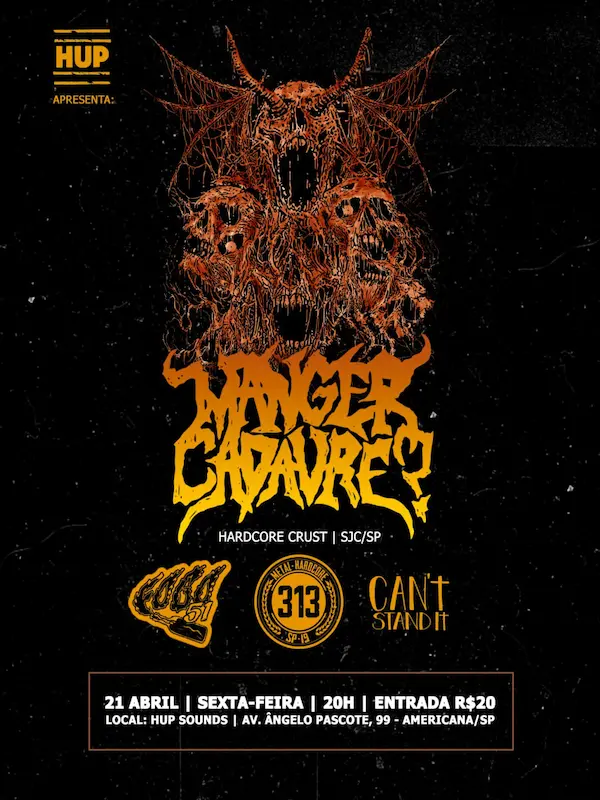 HUP
APRESENTA:
MANGER
CADAVRE?
HARDCORE CRUST | SJC/SP
51
METAL-HARDCORE
313
SP-19
CAN't
STAND It
21 ABRIL | SEXTA-FEIRA | 20H | ENTRADA R$20
LOCAL: HUP SOUNDS | AV. ÂNGELO PASCOTE, 99 - AMERICANA/SP